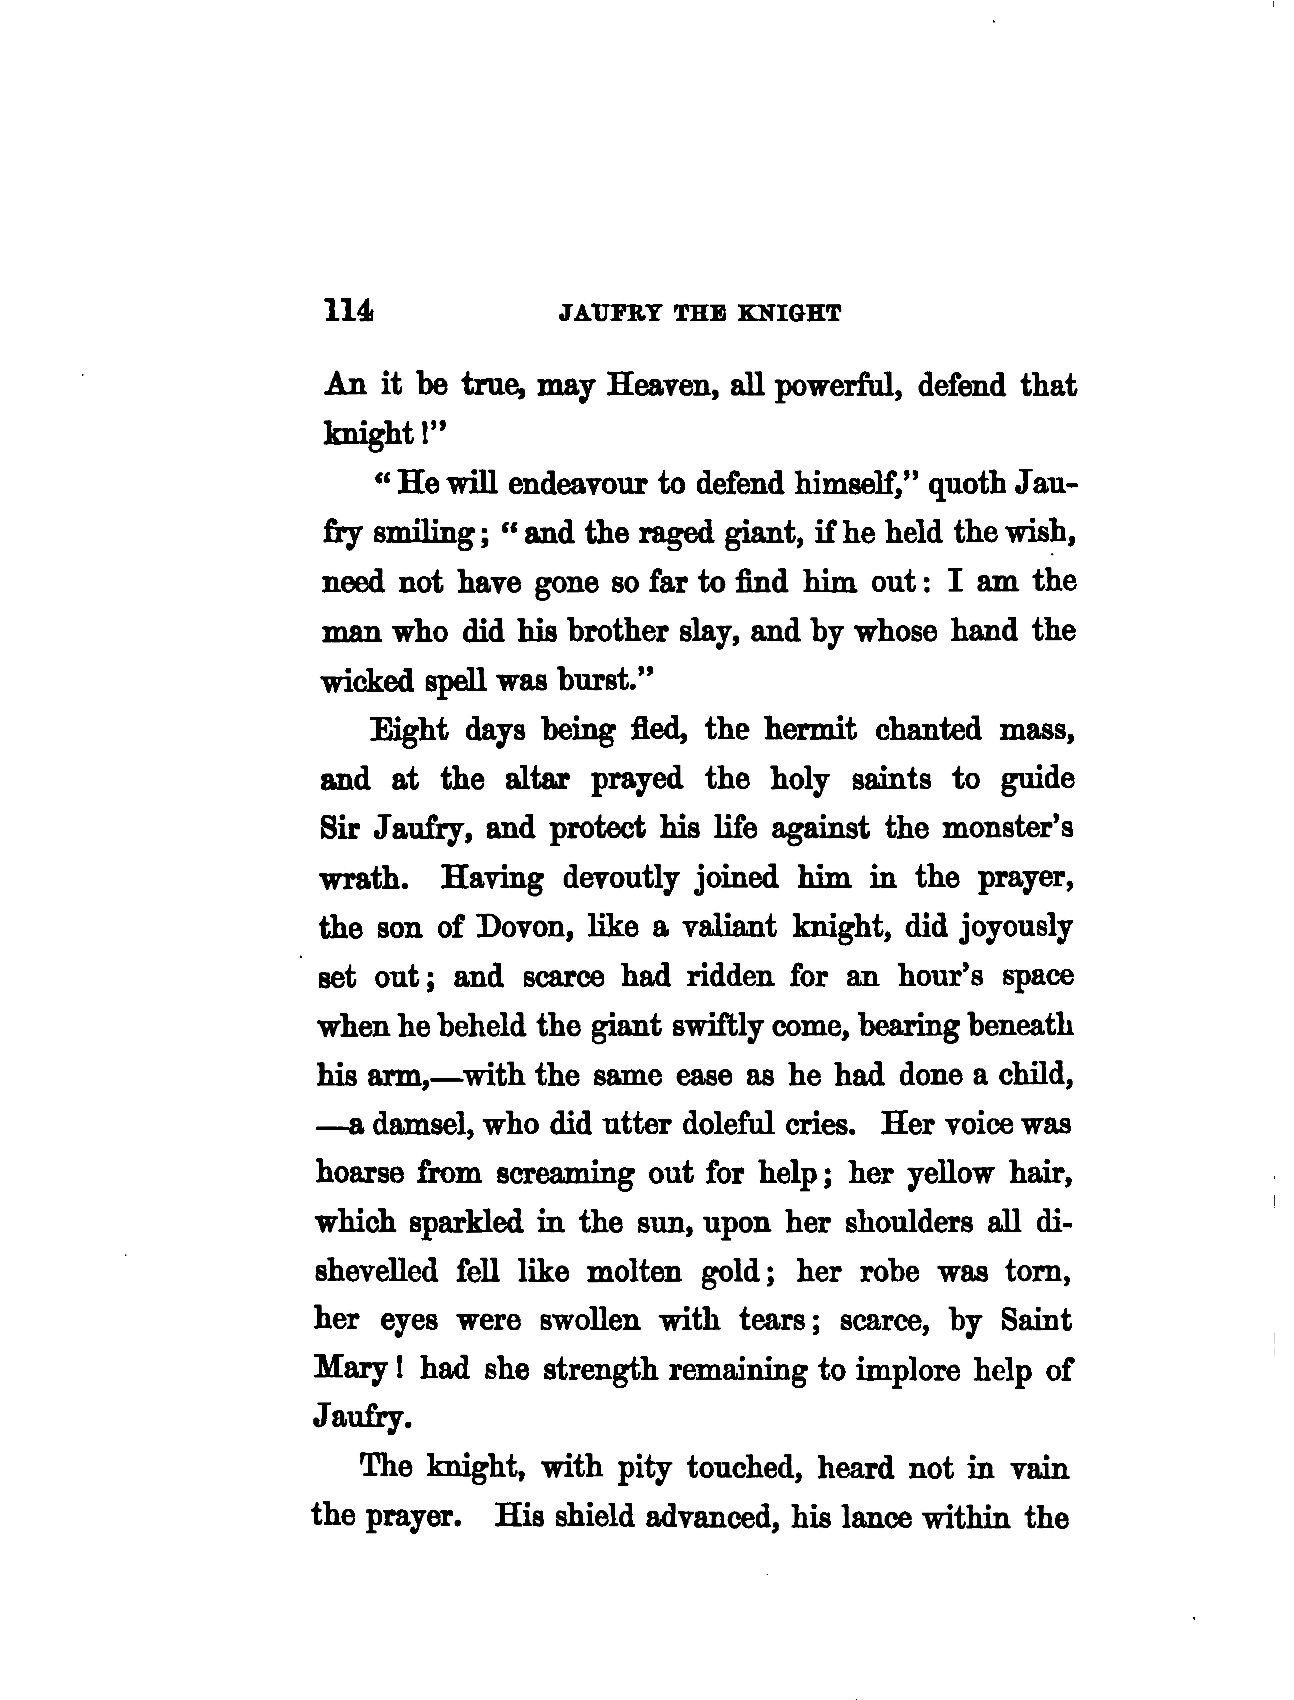 114 JAUFRY THE KNIGHT
An it be true, may Heaven, all powerful, defend that
knight!”
“He will endeavour to defend himself,” quoth Jau-
fry smiling; “and the raged giant, if he held the wish,
need not have gone so far to find him out: I am the
man who did his brother slay, and by whose hand the
wicked spell was burst.”
Eight days being fled, the hermit chanted mass,
and at the altar prayed the holy saints to guide
Sir Jaufry, and protect his life against the monster’s
wrath. Having devoutly joined him in the prayer,
the son of Dovon, like a valiant knight, did joyously
set out; and scarce had ridden for an hour’s space
when he beheld the giant swiftly come, bearing beneath
his arm,—with the same ease as he had done a child,
—a damsel, who did utter doleful cries. Her voice was
hoarse from screaming out for help; her yellow hair,
which sparkled in the sun, upon her shoulders all di-
shevelled fell like molten gold; her robe was torn,
her eyes were swollen with tears; scarce, by Saint
Mary! had she strength remaining to implore help of
Jaufry.
The knight, with pity touched, heard not in vain
the prayer. His shield advanced, his lance within the